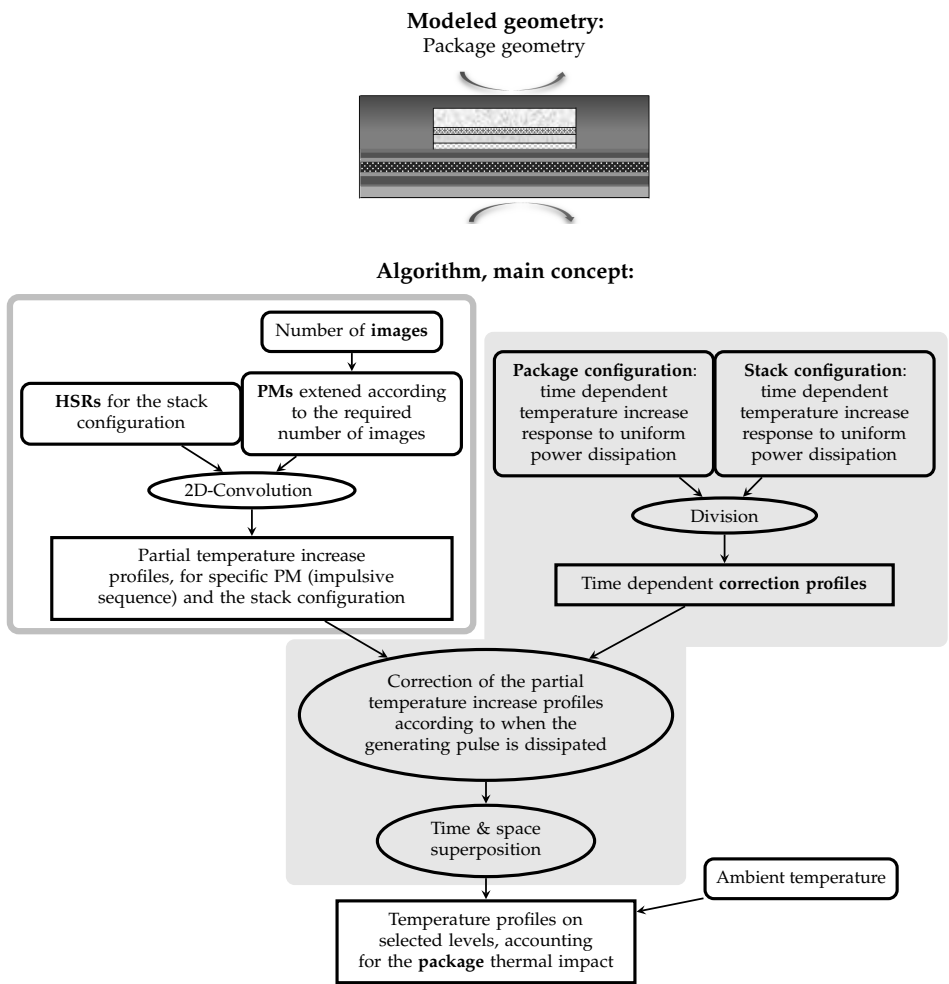 Modeled geometry:
Package geometry
Algorithm, main concept:
Number of images
HSRs for the stack
configuration
PMs extened according
to the required
number of images
2D-Convolution
Partial temperature increase
profiles, for specific PM (impulsive
sequence) and the stack configuration
Package configuration:
time dependent
temperature increase
response to uniform
power dissipation
Stack configuration:
time dependent
temperature increase
response to uniform
power dissipation
Division
Time dependent correction profiles
Correction of the partial
temperature increase profiles
according to when the
generating pulse is dissipated
Time & space
superposition
Ambient temperature
Temperature profiles on
selected levels, accounting
for the package thermal impact